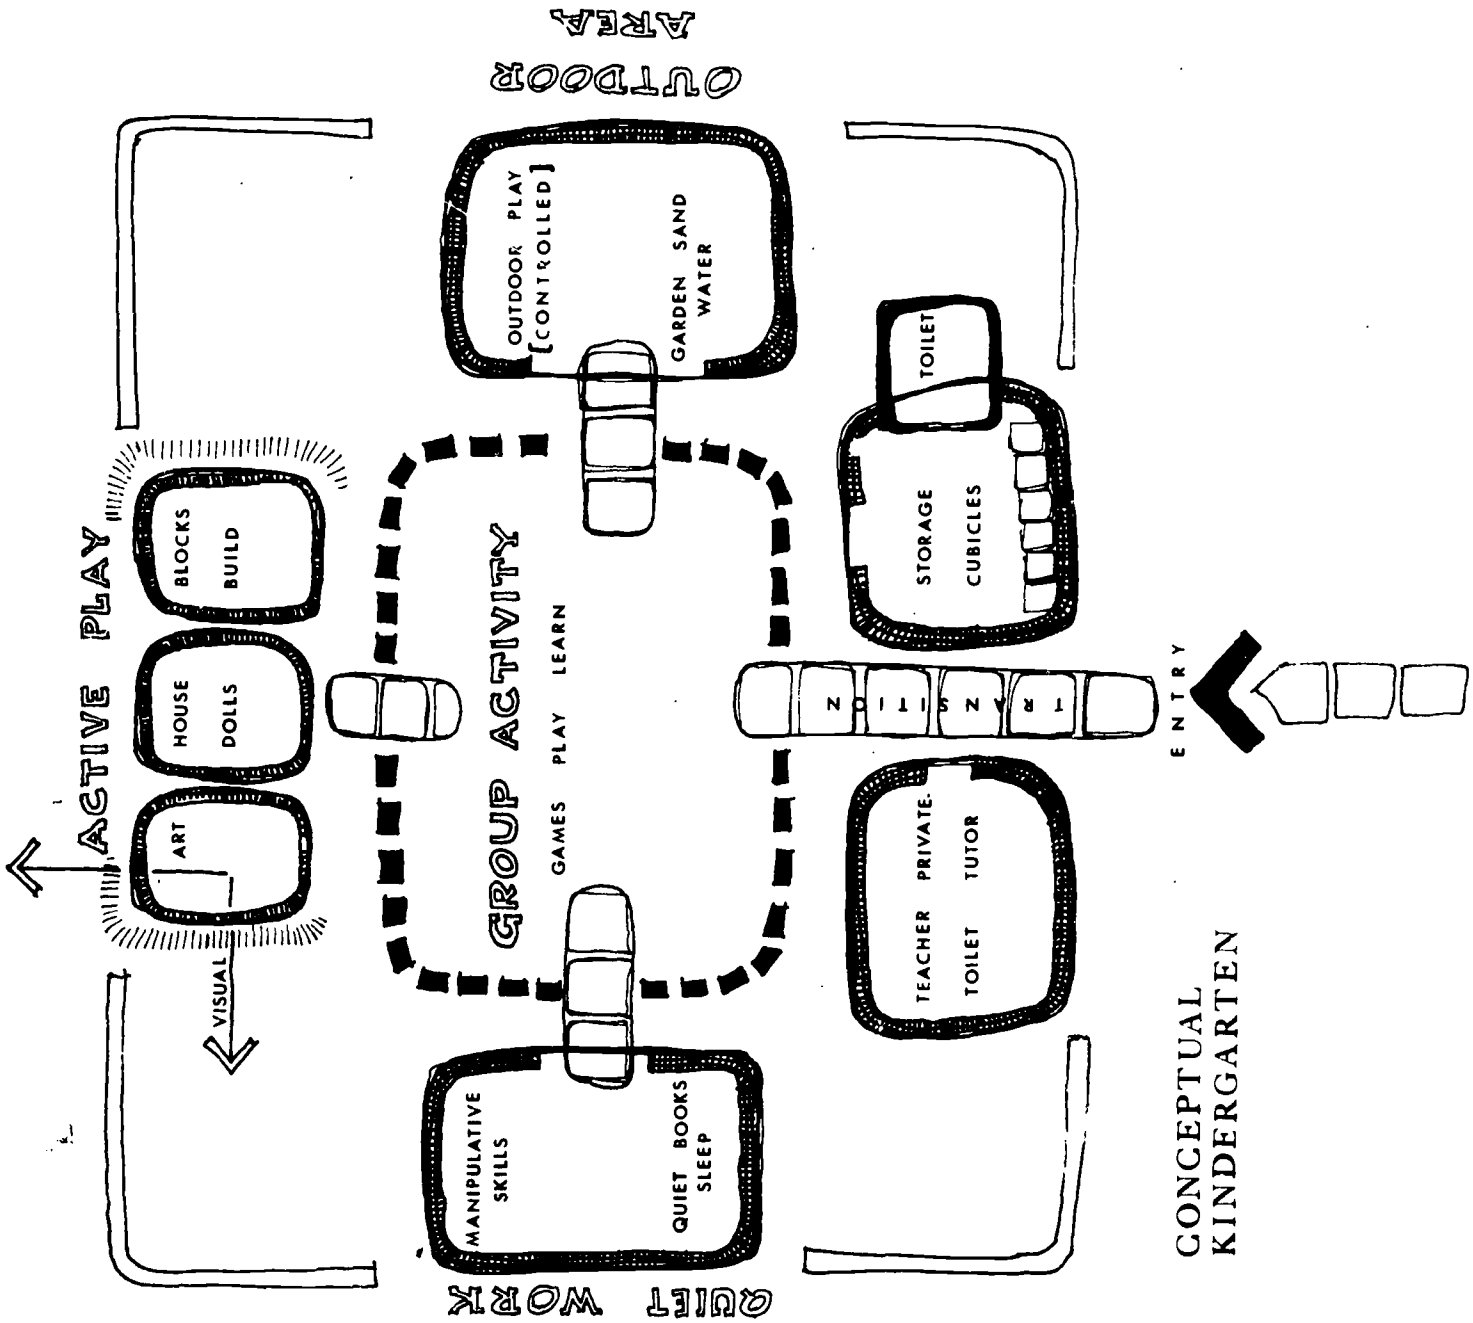 ACTIVE PLAY
ART
HOUSE
DOLLS
BLOCKS
BUILD
VISUAL
QUIET WORK
MANIPULATIVE
SKILLS
QUIET BOOKS
SLEEP
GROUP ACTIVITY
GAMES PLAY LEARN
OUTDOOR
AREA
OUTDOOR PLAY
[CONTROLLED]
GARDEN SAND
WATER
TEACHER PRIVATE
TOILET TUTOR
TRANSITION
STORAGE
CUBICLES
TOILET
ENTRY
CONCEPTUAL
KINDERGARTEN